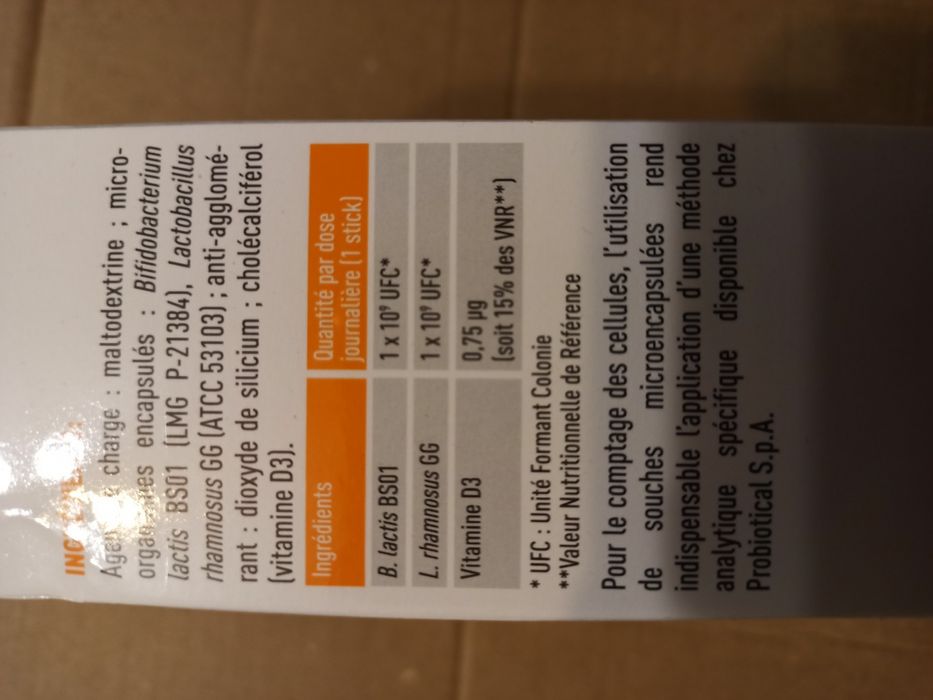 charge : maltodextrine ; micro-
encapsulés : Bifidobacterium
lactis BS01 (LMG P-21384), Lactobacillus
rhamnosus GG (ATCC 53103) ; anti-agglomé-
rant : dioxyde de silicium ; cholécalciférol
(vitamine D3).
Ingrédients Quantité par dose
journalière (1 stick)
B. lactis BS01 1 x 10⁹ UFC*
L. rhamnosus GG 1 x 10⁹ UFC*
Vitamine D3 0,75 µg
(soit 15% des VNR**)
* UFC : Unité Formant Colonie
**Valeur Nutritionnelle de Référence
Pour le comptage des cellules, l'utilisation
de souches microencapsulées rend
indispensable l'application d'une méthode
analytique spécifique disponible chez
Probiotical S.p.A.